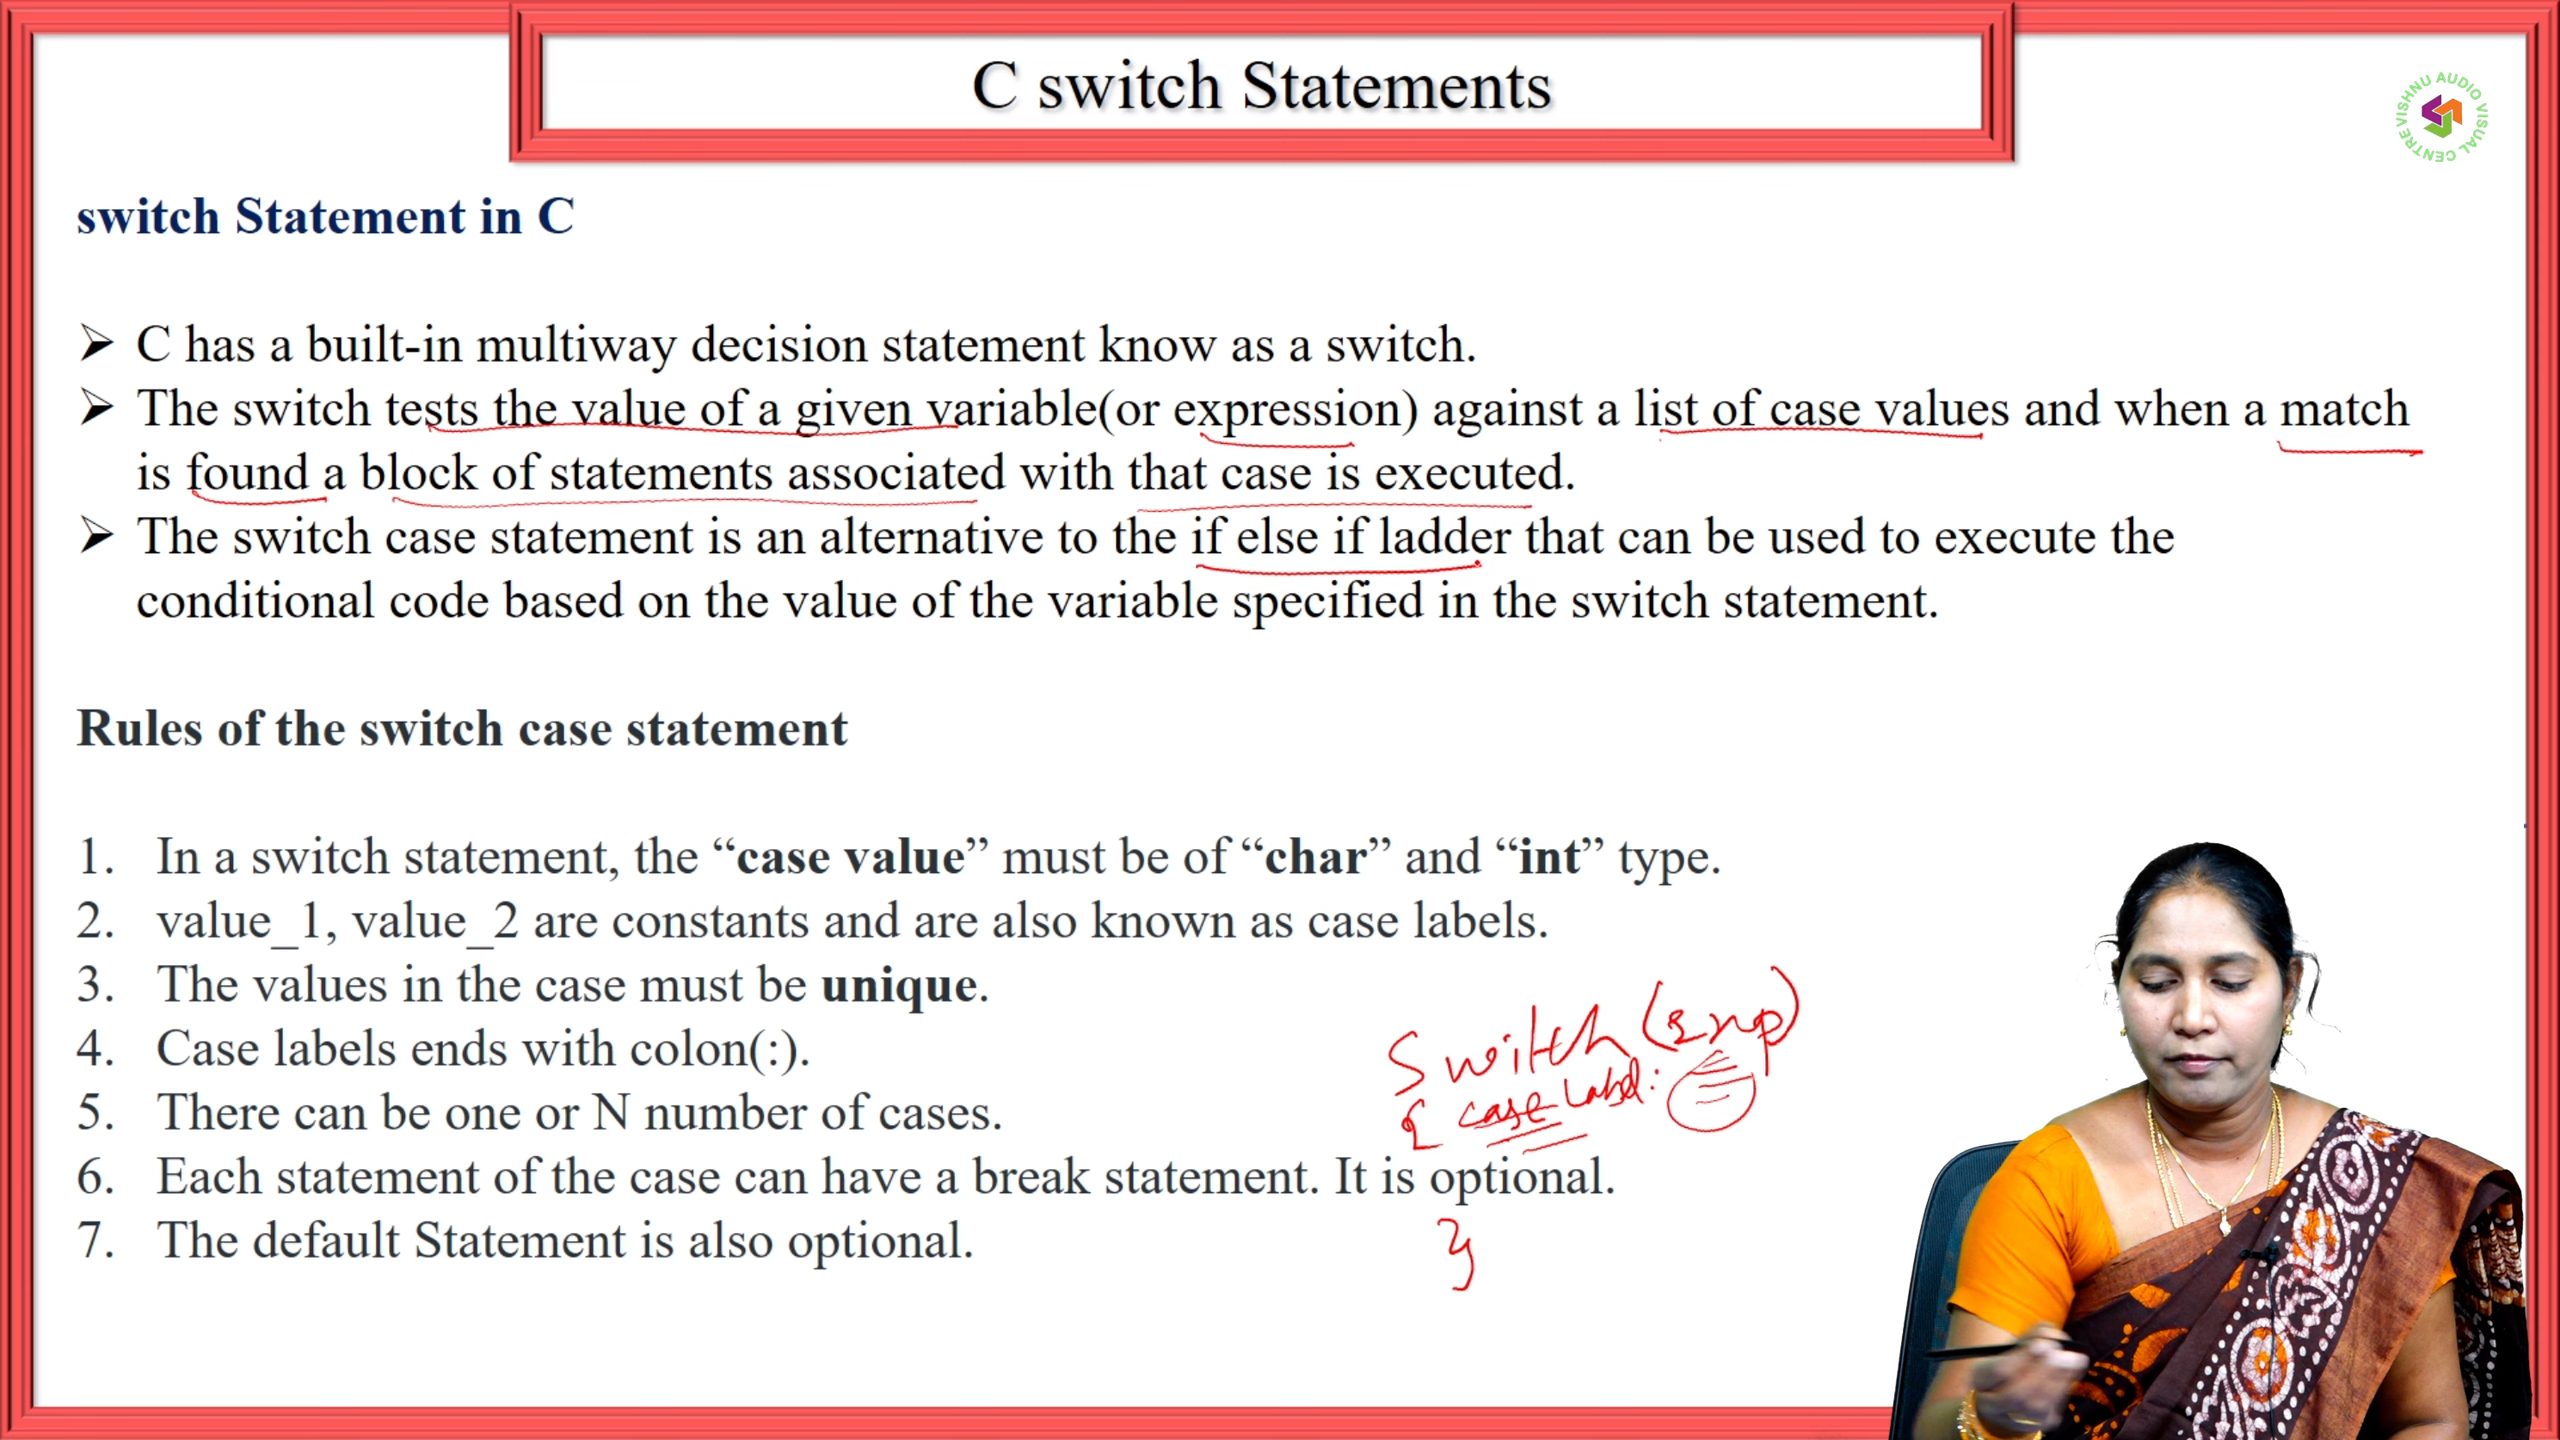 C switch Statements
VISHNU AUDIO VISUAL CENTRE
switch Statement in C
➢ C has a built-in multiway decision statement know as a switch.
➢ The switch tests the value of a given variable(or expression) against a list of case values and when a match
is found a block of statements associated with that case is executed.
➢ The switch case statement is an alternative to the if else if ladder that can be used to execute the
conditional code based on the value of the variable specified in the switch statement.
Rules of the switch case statement
1. In a switch statement, the “case value” must be of “char” and “int” type.
2. value_1, value_2 are constants and are also known as case labels.
3. The values in the case must be unique.
4. Case labels ends with colon(:).
5. There can be one or N number of cases.
6. Each statement of the case can have a break statement. It is optional.
7. The default Statement is also optional.
Switch (exp)
{ case Label:
}